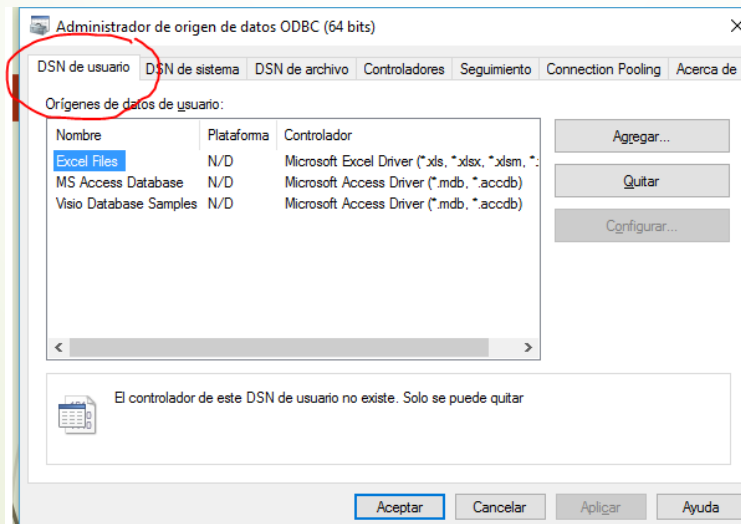 Administrador de origen de datos ODBC (64 bits)
DSN de usuario DSN de sistema DSN de archivo Controladores Seguimiento Connection Pooling Acerca de
Orígenes de datos de usuario:
Nombre Plataforma Controlador
Excel Files N/D Microsoft Excel Driver (*.xls, *.xlsx, *.xlsm, *.
MS Access Database N/D Microsoft Access Driver (*.mdb, *.accdb)
Visio Database Samples N/D Microsoft Access Driver (*.mdb, *.accdb)
Agregar...
Quitar
Configurar...
El controlador de este DSN de usuario no existe. Solo se puede quitar
Aceptar Cancelar Aplicar Ayuda